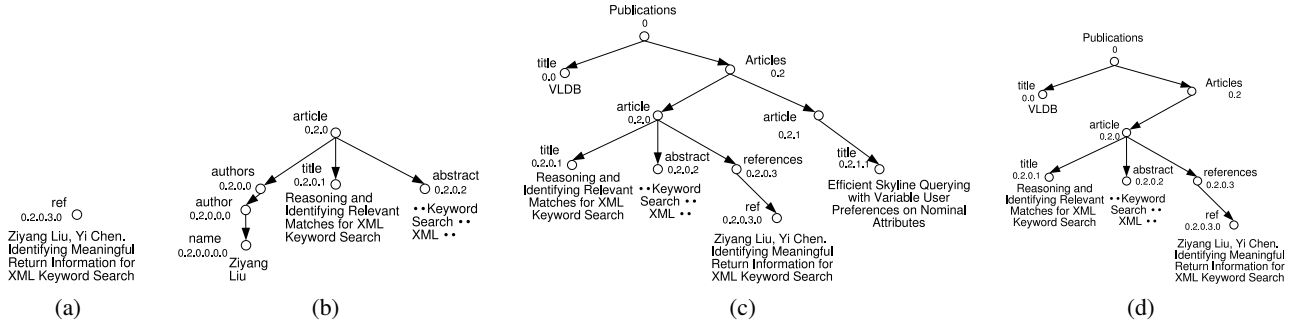 ref
0.2.0.3.0
Ziyang Liu, Yi Chen.
Identifying Meaningful
Return Information for
XML Keyword Search
(a)
article
0.2.0
authors
0.2.0.0
title
0.2.0.1
Reasoning and
Identifying Relevant
Matches for XML
Keyword Search
abstract
0.2.0.2
••Keyword
Search ••
XML ••
author
0.2.0.0.0
name
0.2.0.0.0.0
Ziyang
Liu
(b)
Publications
0
title
0.0
VLDB
Articles
0.2
article
0.2.0
article
0.2.1
title
0.2.0.1
Reasoning and
Identifying Relevant
Matches for XML
Keyword Search
abstract
0.2.0.2
••Keyword
Search ••
XML ••
references
0.2.0.3
title
0.2.1.1
Efficient Skyline Querying
with Variable User
Preferences on Nominal
Attributes
ref
0.2.0.3.0
Ziyang Liu, Yi Chen.
Identifying Meaningful
Return Information for
XML Keyword Search
(c)
Publications
0
title
0.0
VLDB
Articles
0.2
article
0.2.0
title
0.2.0.1
Reasoning and
Identifying Relevant
Matches for XML
Keyword Search
abstract
0.2.0.2
••Keyword
Search ••
XML ••
references
0.2.0.3
ref
0.2.0.3.0
Ziyang Liu, Yi Chen.
Identifying Meaningful
Return Information for
XML Keyword Search
(d)